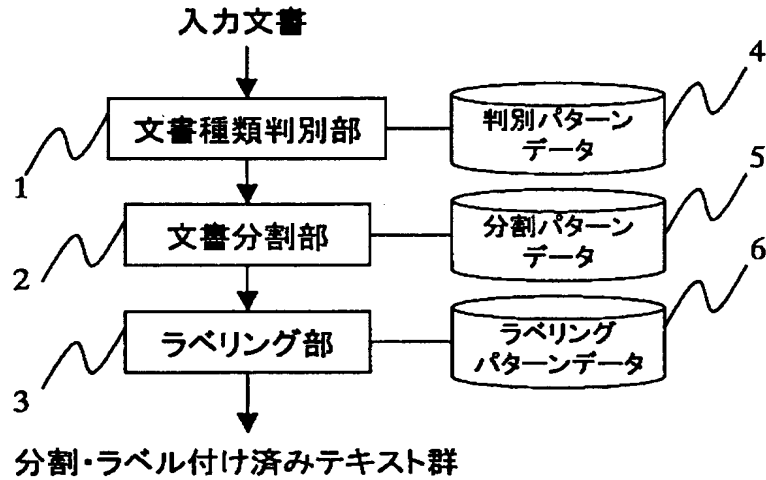 入力文書
4
文書種類判別部
判別パターン
データ
1
5
文書分割部
分割パターン
データ
2
6
ラベリング部
ラベリング
パターンデータ
3
分割・ラベル付け済みテキスト群